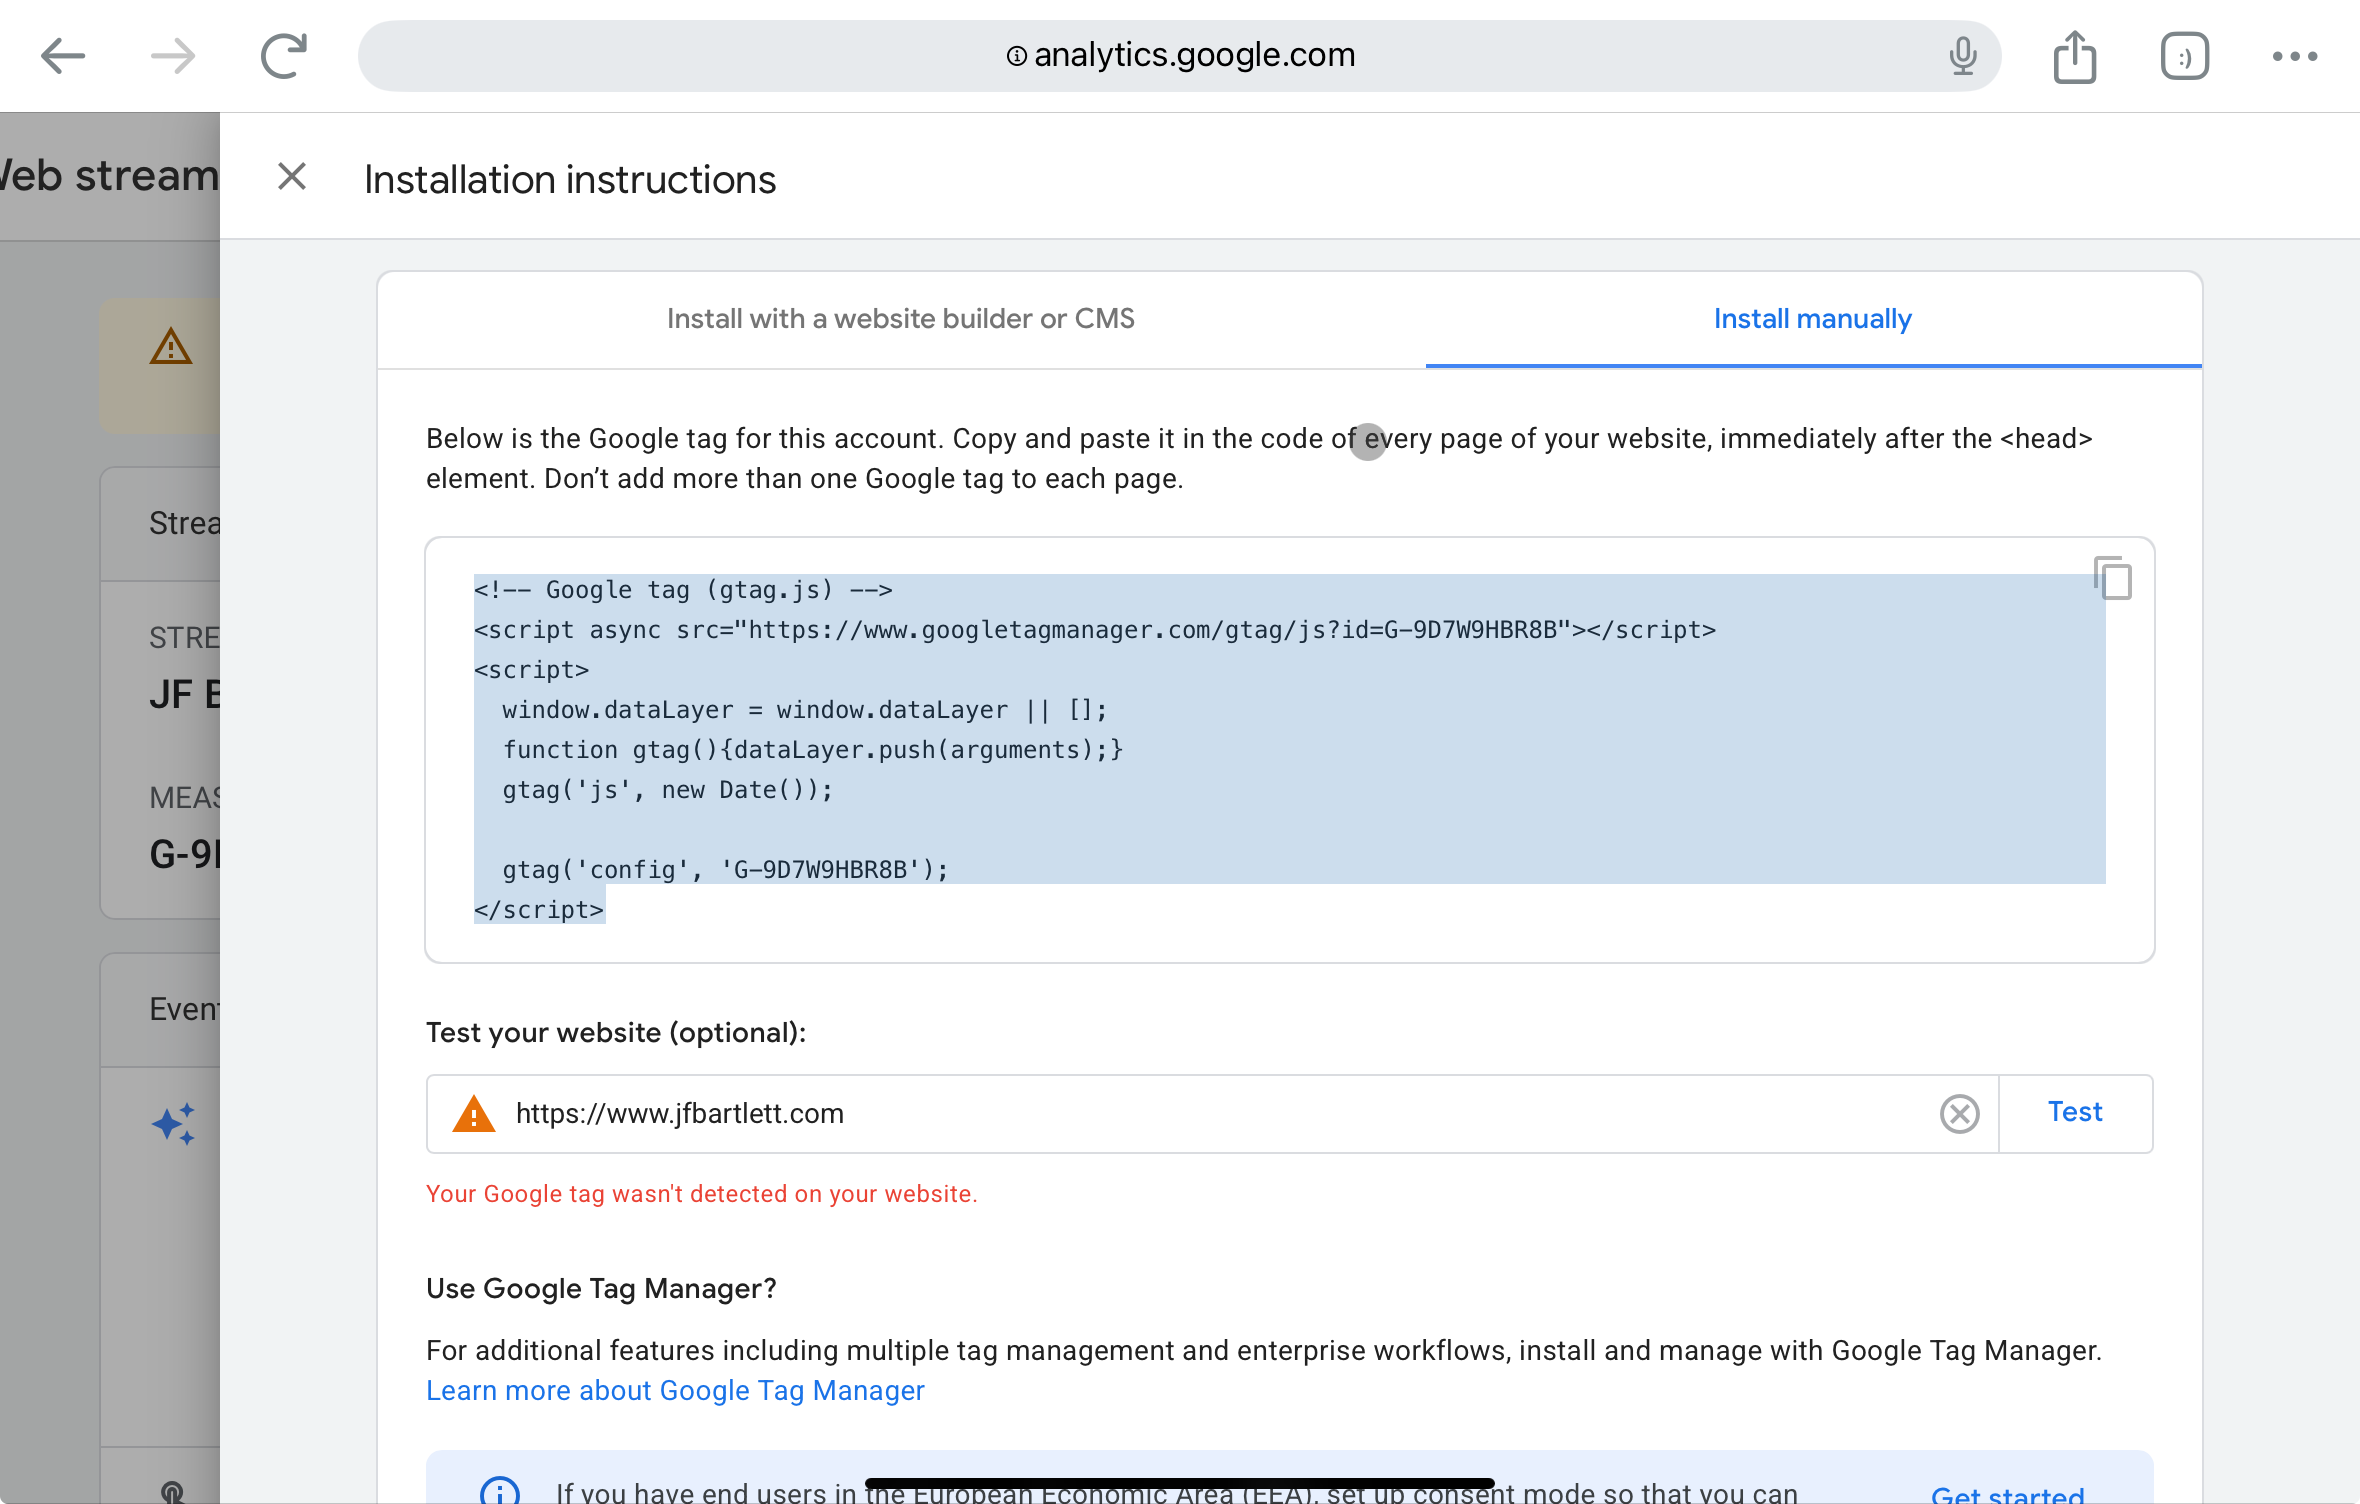 analytics.google.com
Web stream
Installation instructions
Install with a website builder or CMS
Install manually
Below is the Google tag for this account. Copy and paste it in the code of every page of your website, immediately after the <head>
element. Don’t add more than one Google tag to each page.
Strea
<!-- Google tag (gtag.js) -->
<script async src="https://www.googletagmanager.com/gtag/js?id=G-9D7W9HBR8B"></script>
<script>
window.dataLayer = window.dataLayer || [];
function gtag(){dataLayer.push(arguments);}
gtag('js', new Date());
gtag('config', 'G-9D7W9HBR8B');
</script>
STRE
JF B
MEAS
G-9
Event
Test your website (optional):
https://www.jfbartlett.com
Test
Your Google tag wasn't detected on your website.
Use Google Tag Manager?
For additional features including multiple tag management and enterprise workflows, install and manage with Google Tag Manager.
Learn more about Google Tag Manager
If you have end users in the European Economic Area (EEA), set up consent mode so that you can
Get started